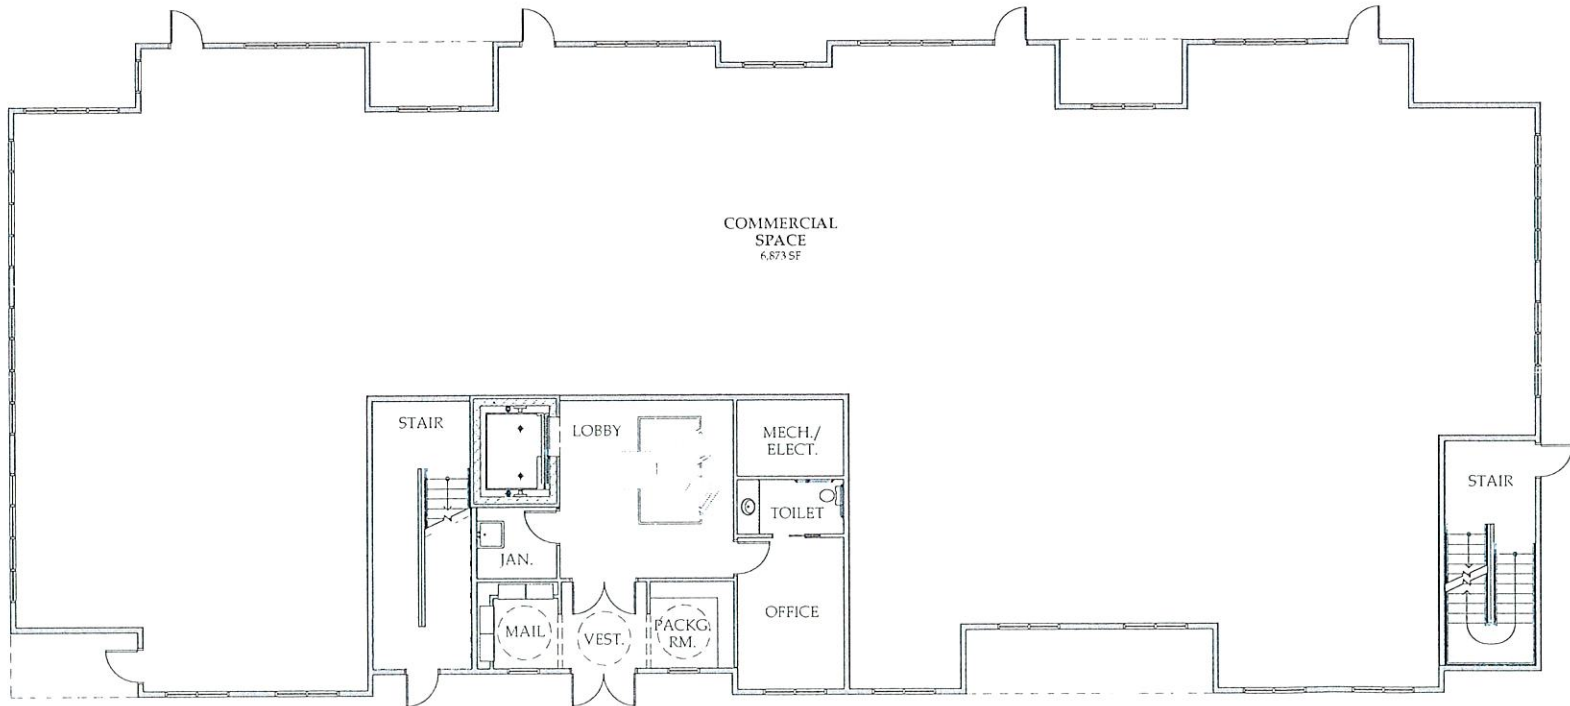 COMMERCIAL
SPACE
6,873 SF
STAIR
LOBBY
MECH./
ELECT.
TOILET
JAN.
OFFICE
MAIL
VEST.
PACKG.
RM.
STAIR